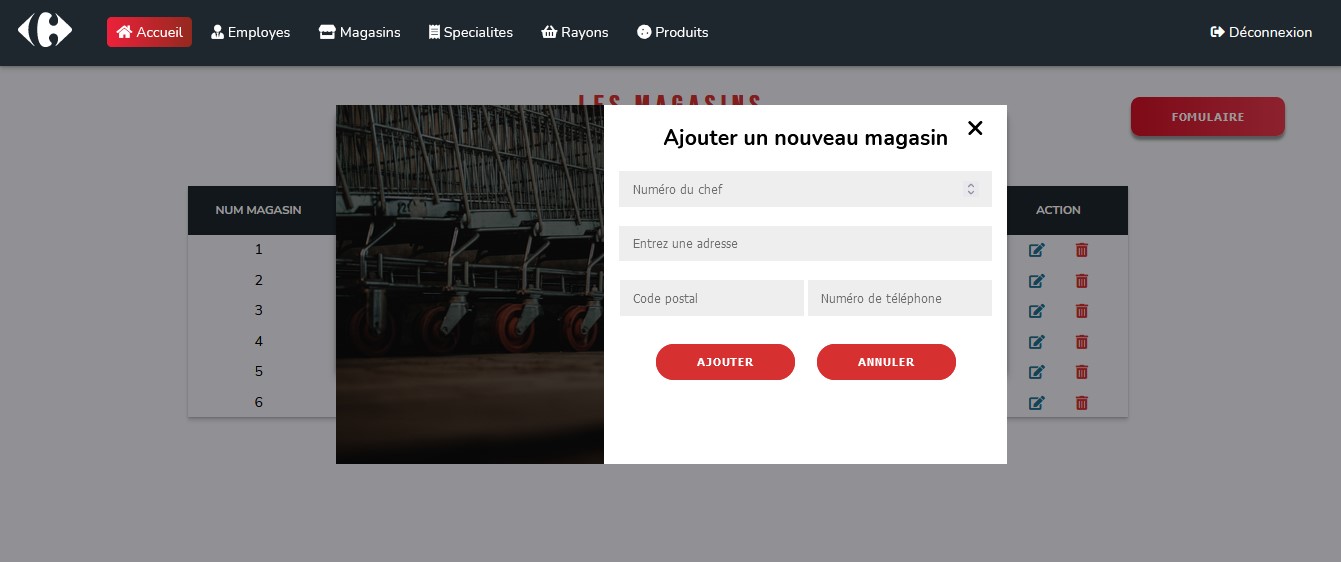 Accueil Employes Magasins Specialites Rayons Produits Déconnexion
LES MAGASINS
FOMULAIRE
Ajouter un nouveau magasin
NUM MAGASIN ACTION
Numéro du chef
Entrez une adresse
Code postal Numéro de téléphone
AJOUTER ANNULER
1
2
3
4
5
6